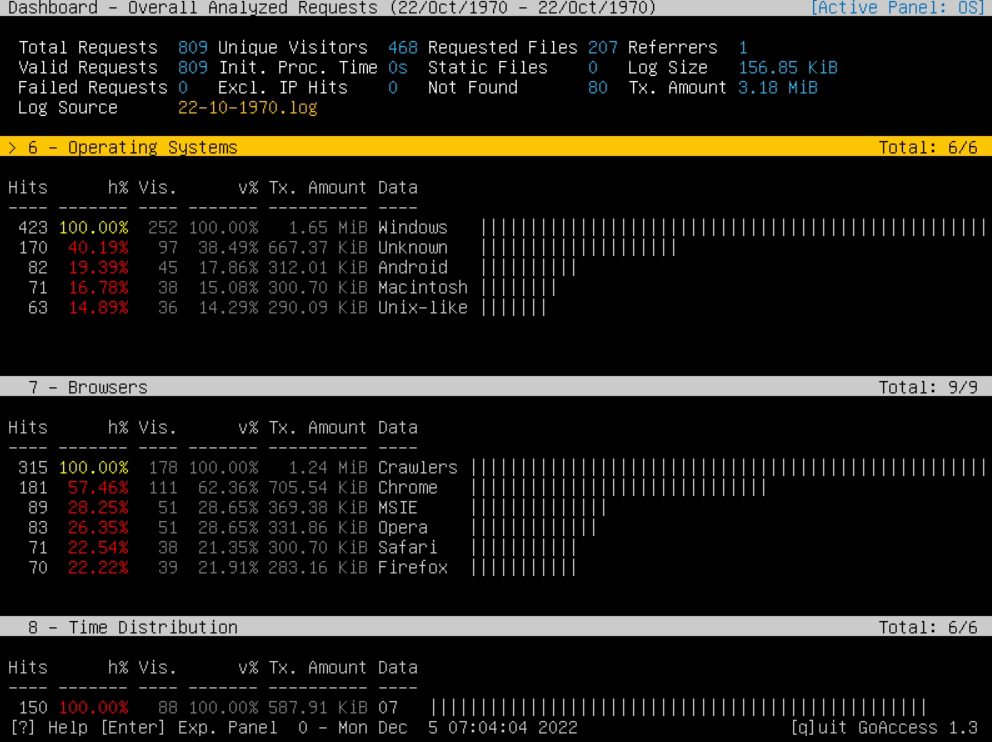 Dashboard - Overall Analyzed Requests (22/Oct/1970 - 22/Oct/1970) [Active Panel: OS]
Total Requests 809 Unique Visitors 468 Requested Files 207 Referrers 1
Valid Requests 809 Init. Proc. Time 0s Static Files 0 Log Size 156.85 KiB
Failed Requests 0 Excl. IP Hits 0 Not Found 80 Tx. Amount 3.18 MiB
Log Source 22-10-1970.log
> 6 - Operating Systems Total: 6/6
Hits h% Vis. v% Tx. Amount Data
---- ------- ---- ------- ---------- ----
423 100.00% 252 100.00% 1.65 MiB Windows |||||||||||||||||||||||||||||||||||||||||||||||||||
170 40.19% 97 38.49% 667.37 KiB Unknown ||||||||||||||||||||
82 19.39% 45 17.86% 312.01 KiB Android ||||||||||
71 16.78% 38 15.08% 300.70 KiB Macintosh ||||||||
63 14.89% 36 14.29% 290.09 KiB Unix-like |||||||
7 - Browsers Total: 9/9
Hits h% Vis. v% Tx. Amount Data
---- ------- ---- ------- ---------- ----
315 100.00% 178 100.00% 1.24 MiB Crawlers ||||||||||||||||||||||||||||||||||||||||||||||||||||
181 57.46% 111 62.36% 705.54 KiB Chrome ||||||||||||||||||||||||||||||
89 28.25% 51 28.65% 369.38 KiB MSIE ||||||||||||||
83 26.35% 51 28.65% 331.86 KiB Opera |||||||||||||
71 22.54% 38 21.35% 300.70 KiB Safari |||||||||||
70 22.22% 39 21.91% 283.16 KiB Firefox |||||||||||
8 - Time Distribution Total: 6/6
Hits h% Vis. v% Tx. Amount Data
---- ------- ---- ------- ---------- ----
150 100.00% 88 100.00% 587.91 KiB 07 ||||||||||||||||||||||||||||||||||||||||||||||||||
[?] Help [Enter] Exp. Panel 0 - Mon Dec 5 07:04:04 2022 [q]uit GoAccess 1.3